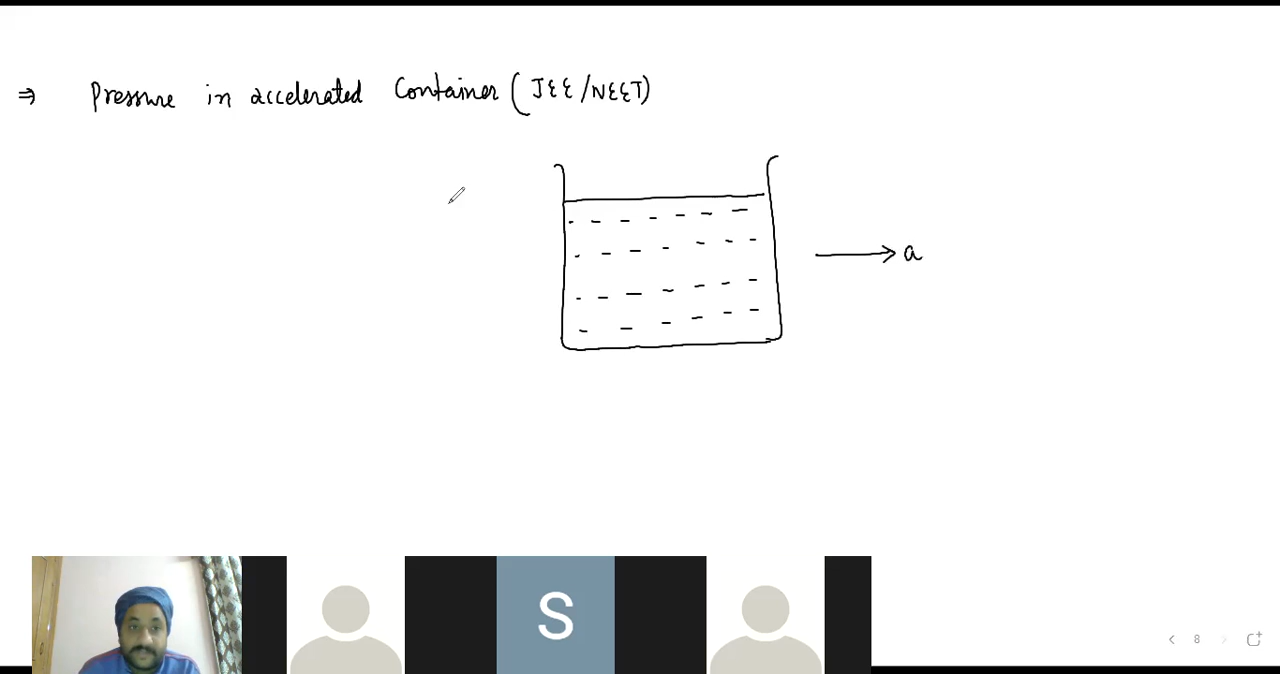 ⇒ Pressure in accelerated Container (JEE/NEET)
a
S
8